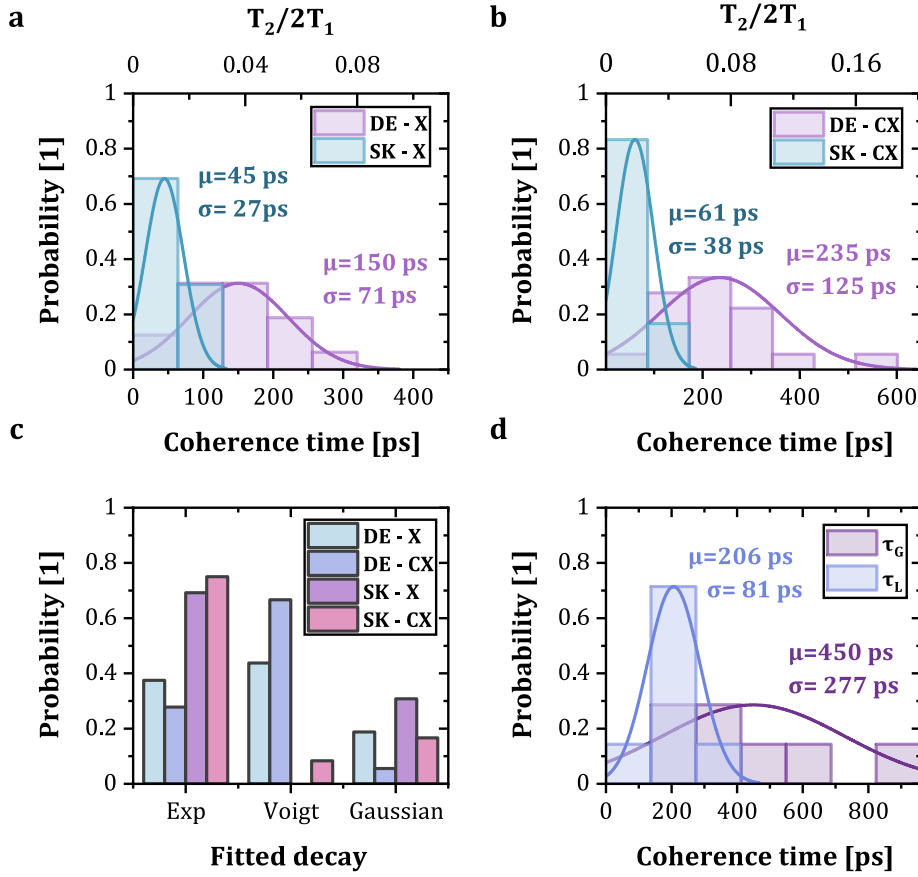 a
T₂/2T₁
0 0.04 0.08
1
0.8
0.6
0.4
0.2
0
Probability [1]
DE - X
SK - X
μ=45 ps
σ= 27ps
μ=150 ps
σ= 71 ps
0 100 200 300 400
Coherence time [ps]
b
T₂/2T₁
0 0.08 0.16
1
0.8
0.6
0.4
0.2
0
Probability [1]
DE - CX
SK - CX
μ=61 ps
σ= 38 ps
μ=235 ps
σ= 125 ps
0 200 400 600
Coherence time [ps]
c
1
0.8
0.6
0.4
0.2
0
Probability [1]
DE - X
DE - CX
SK - X
SK - CX
Exp Voigt Gaussian
Fitted decay
d
1
0.8
0.6
0.4
0.2
0
Probability [1]
τ_G
τ_L
μ=206 ps
σ= 81 ps
μ=450 ps
σ= 277 ps
0 200 400 600 800
Coherence time [ps]